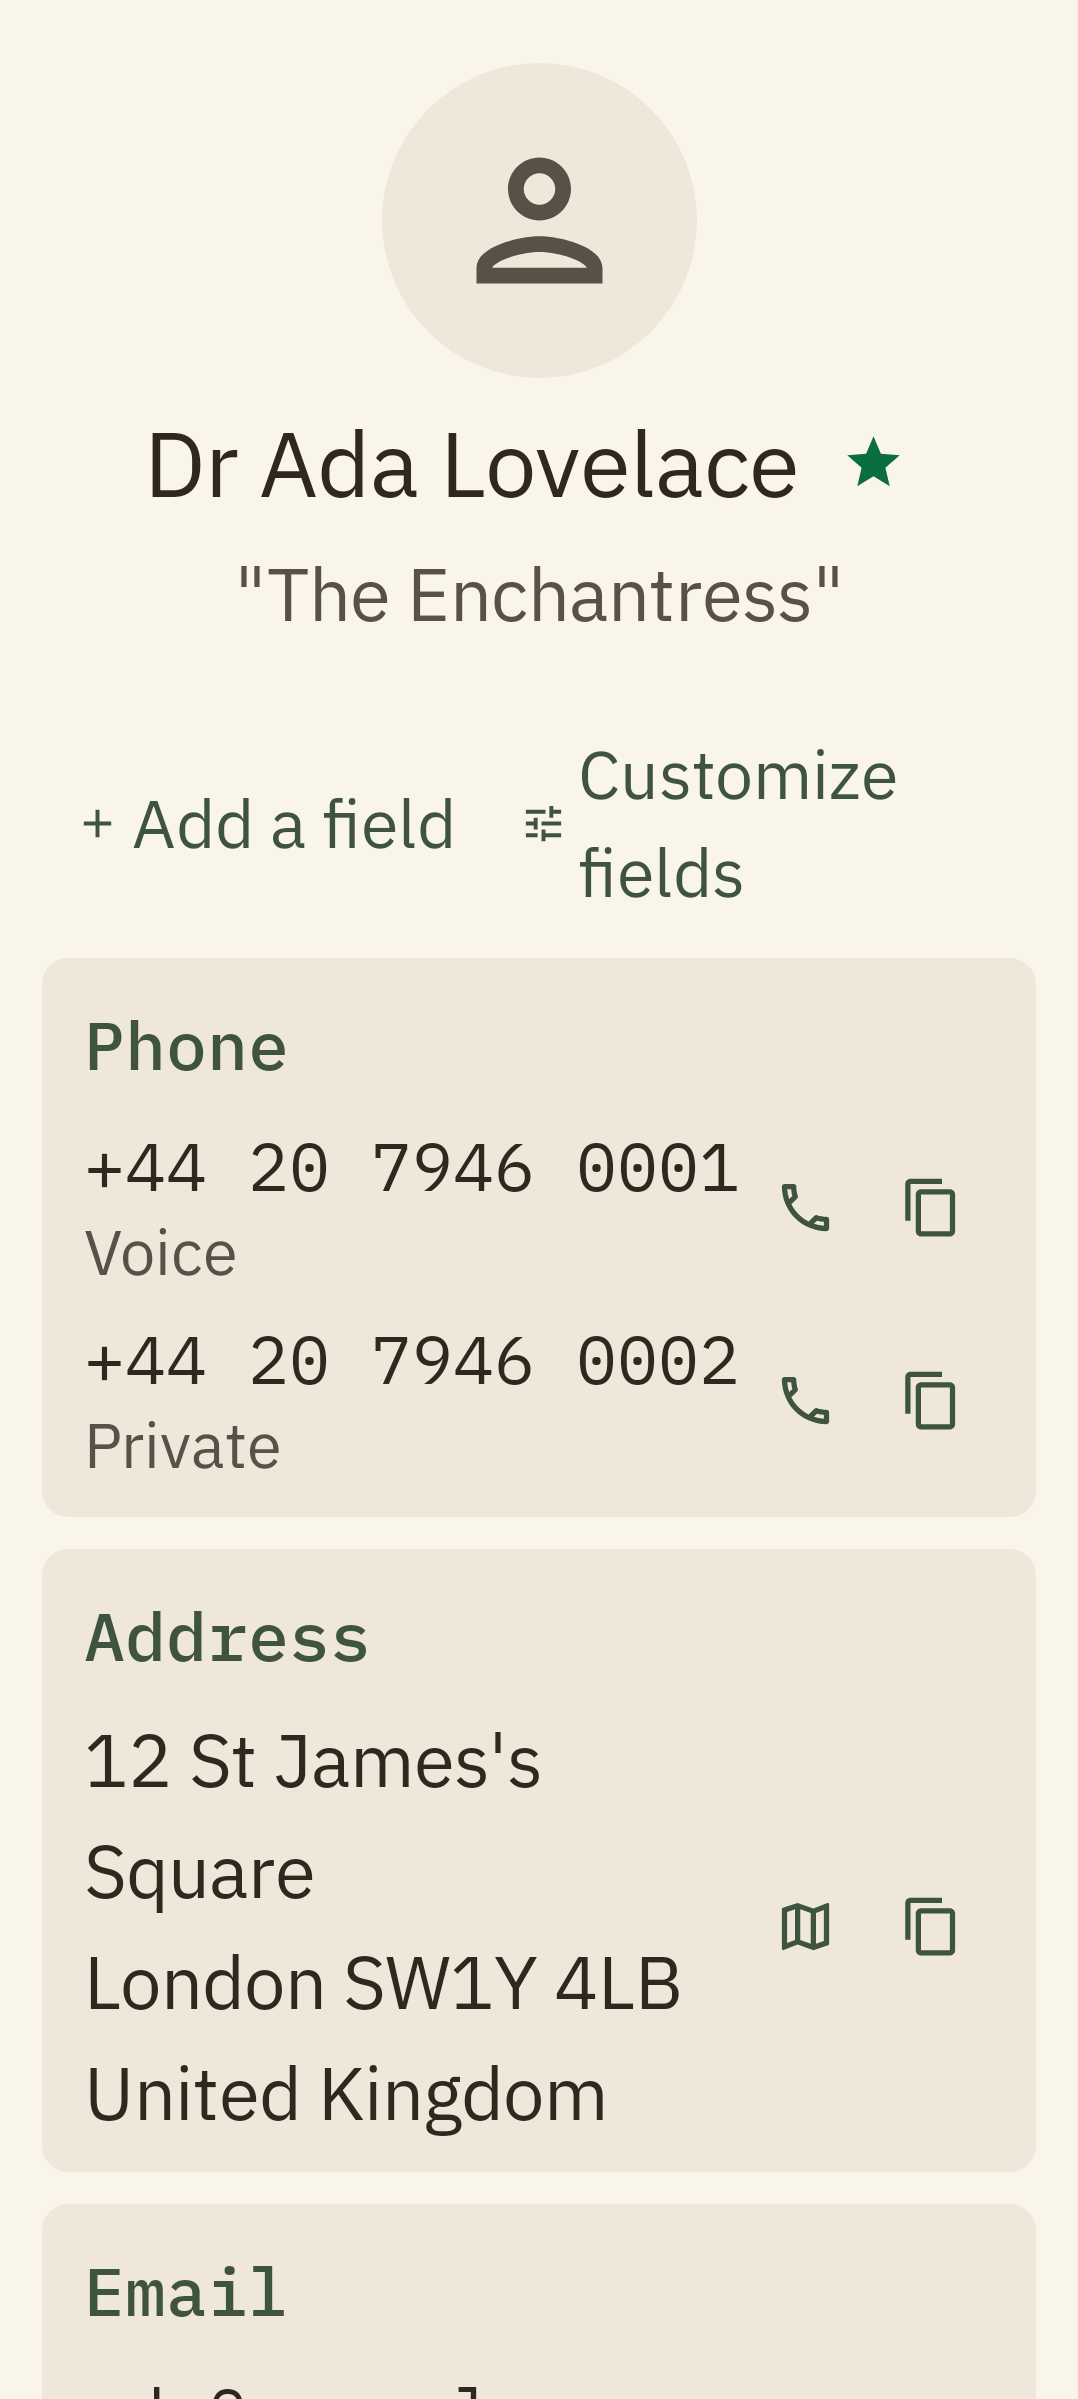 Dr Ada Lovelace
"The Enchantress"
Add a field
Customize
fields
Phone
+44 20 7946 0001
Voice
+44 20 7946 0002
Private
Address
12 St James's
Square
London SW1Y 4LB
United Kingdom
Email